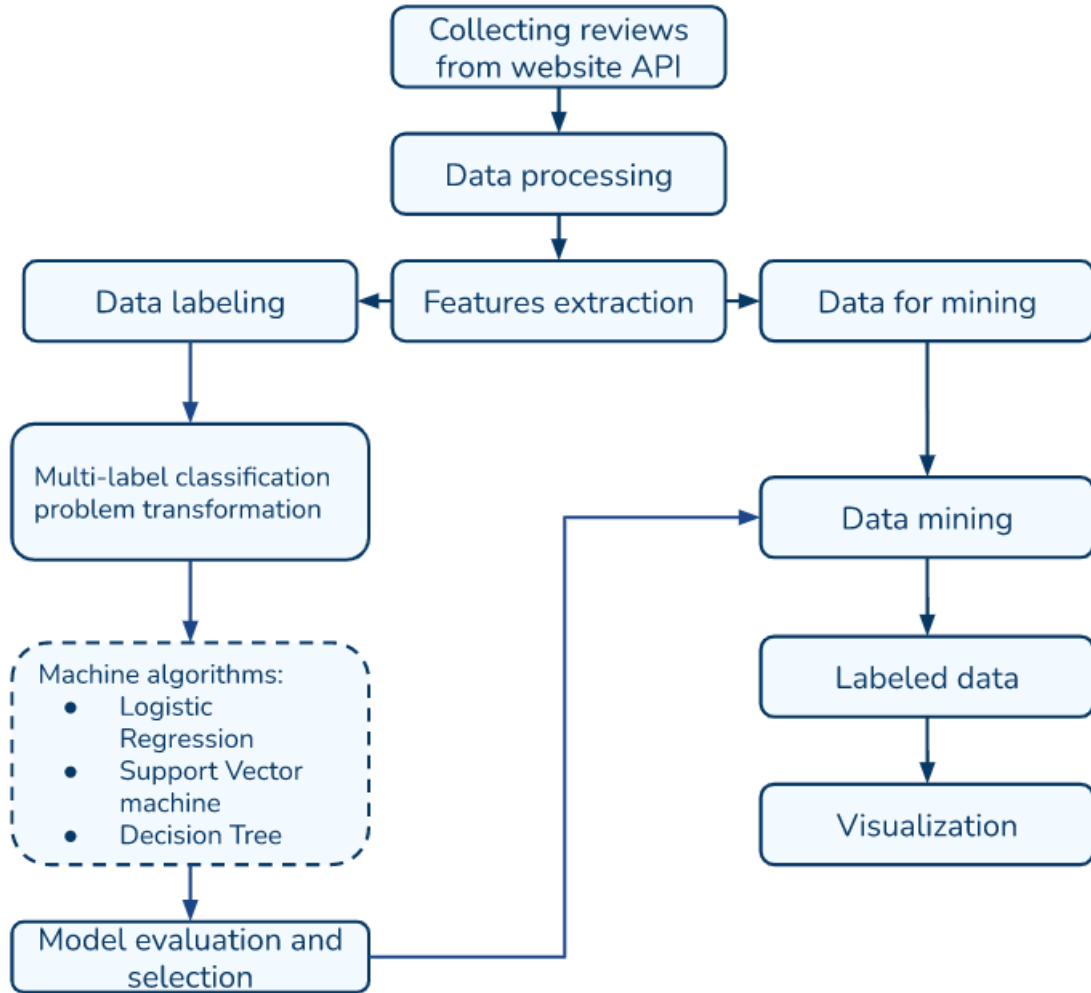 Collecting reviews
from website API
Data processing
Data labeling
Features extraction
Data for mining
Multi-label classification
problem transformation
Data mining
Machine algorithms:
● Logistic
Regression
● Support Vector
machine
● Decision Tree
Labeled data
Visualization
Model evaluation and
selection